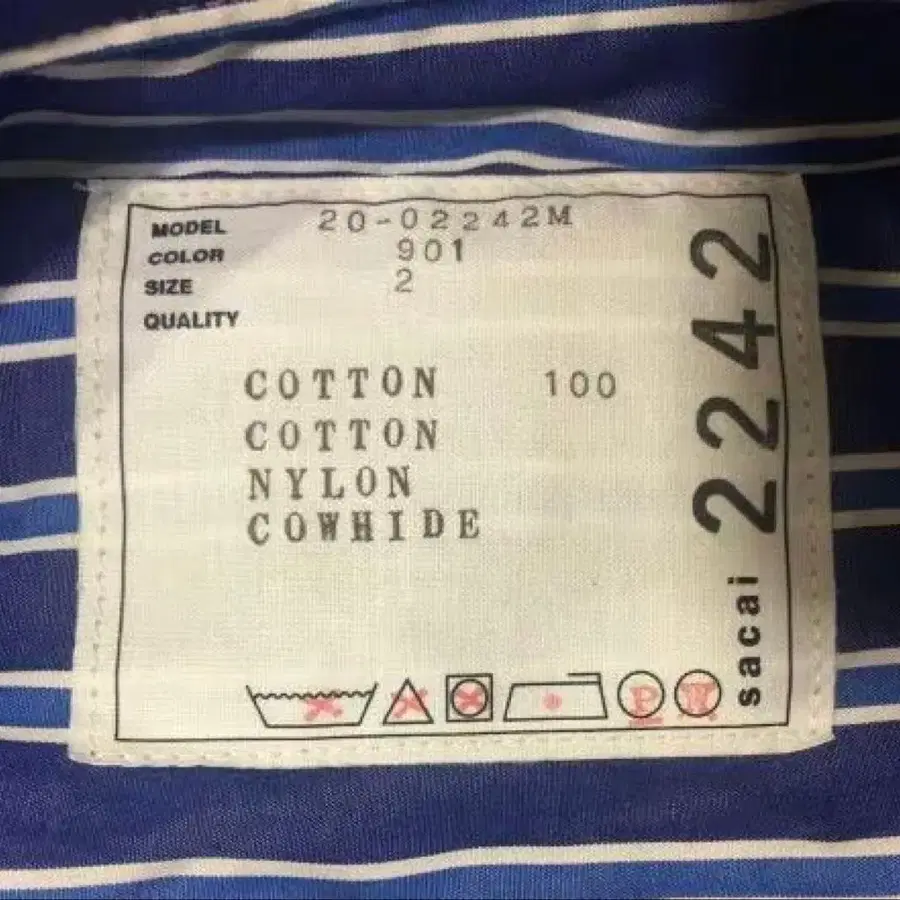 MODEL 20-02242M
COLOR 901
SIZE 2
QUALITY
COTTON 100
COTTON
NYLON
COWHIDE
P W
sacai 2242